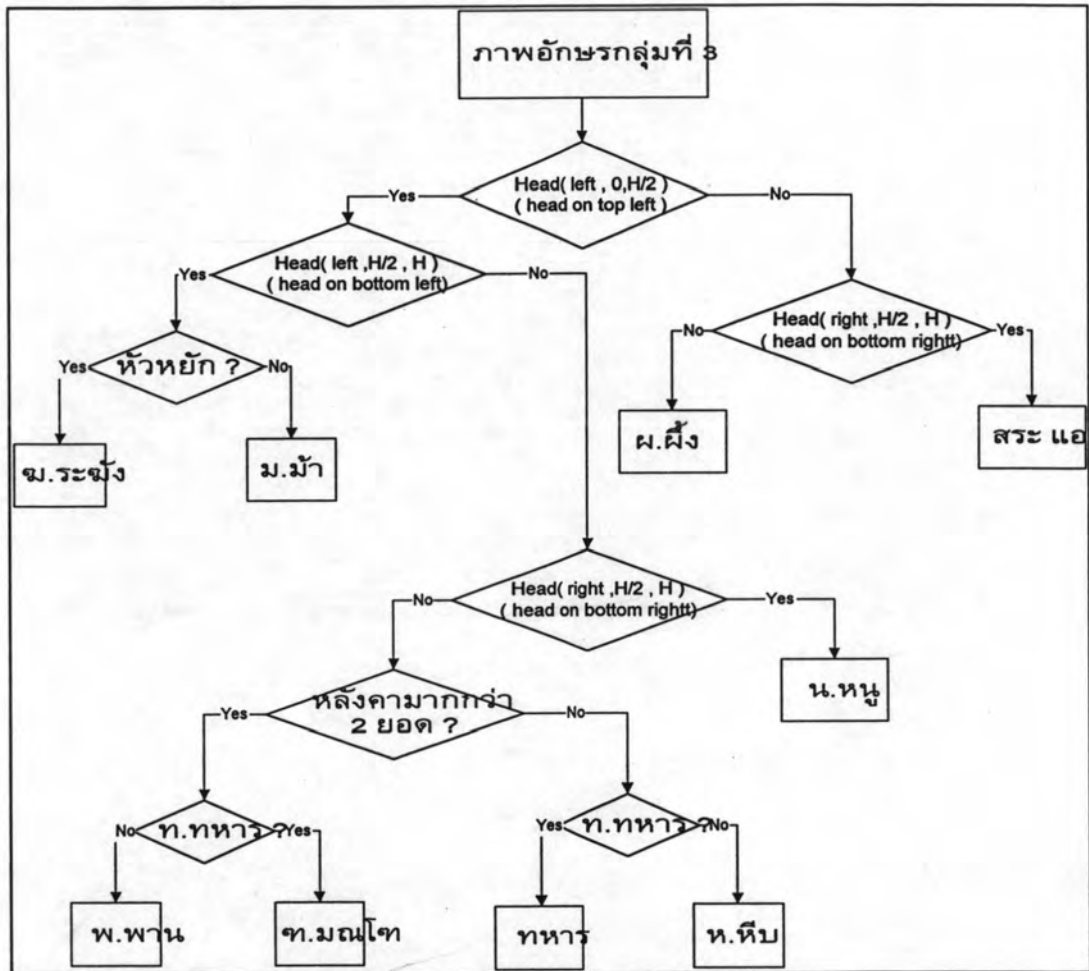 ภาพอักษรกลุ่มที่ 3
Head( left , 0,H/2 )
( head on top left )
Yes
No
Head( left ,H/2 , H )
( head on bottom left)
Yes
No
Head( right ,H/2 , H )
( head on bottom rightt)
No
Yes
หัวหยัก ?
Yes
No
ฆ.ระฆัง
ม.ม้า
ผ.ผึ้ง
สระ แอ
Head( right ,H/2 , H )
( head on bottom rightt)
No
Yes
น.หนู
หลังคามากกว่า
2 ยอด ?
Yes
No
ท.ทหาร ?
No
Yes
ท.ทหาร ?
Yes
No
พ.พาน
ฑ.มณโฑ
ทหาร
ห.หีบ